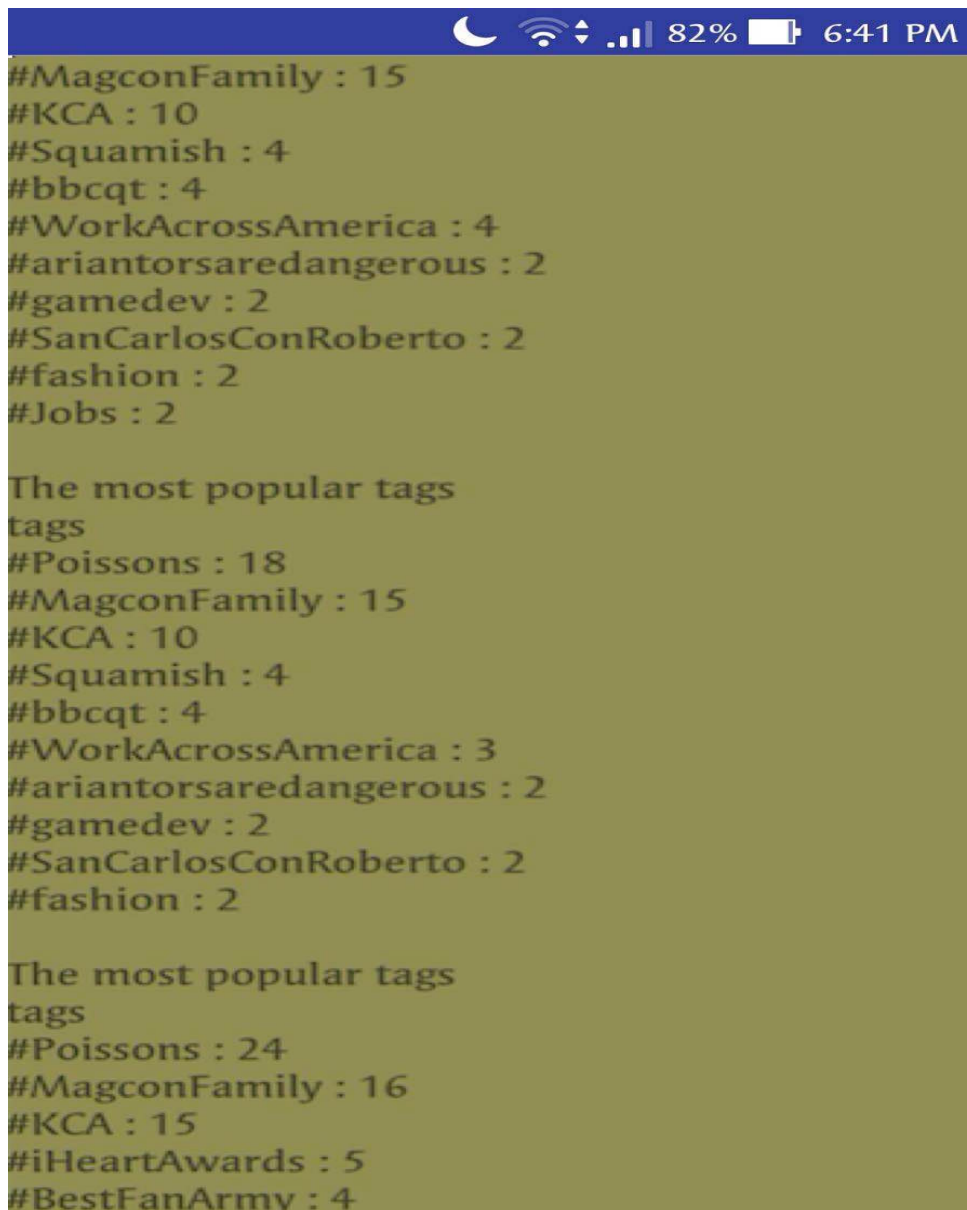 82% 6:41 PM
#MagconFamily : 15
#KCA : 10
#Squamish : 4
#bbcqt : 4
#WorkAcrossAmerica : 4
#ariantorsaredangerous : 2
#gamedev : 2
#SanCarlosConRoberto : 2
#fashion : 2
#Jobs : 2
The most popular tags
tags
#Poissons : 18
#MagconFamily : 15
#KCA : 10
#Squamish : 4
#bbcqt : 4
#WorkAcrossAmerica : 3
#ariantorsaredangerous : 2
#gamedev : 2
#SanCarlosConRoberto : 2
#fashion : 2
The most popular tags
tags
#Poissons : 24
#MagconFamily : 16
#KCA : 15
#iHeartAwards : 5
#BestFanArmy : 4